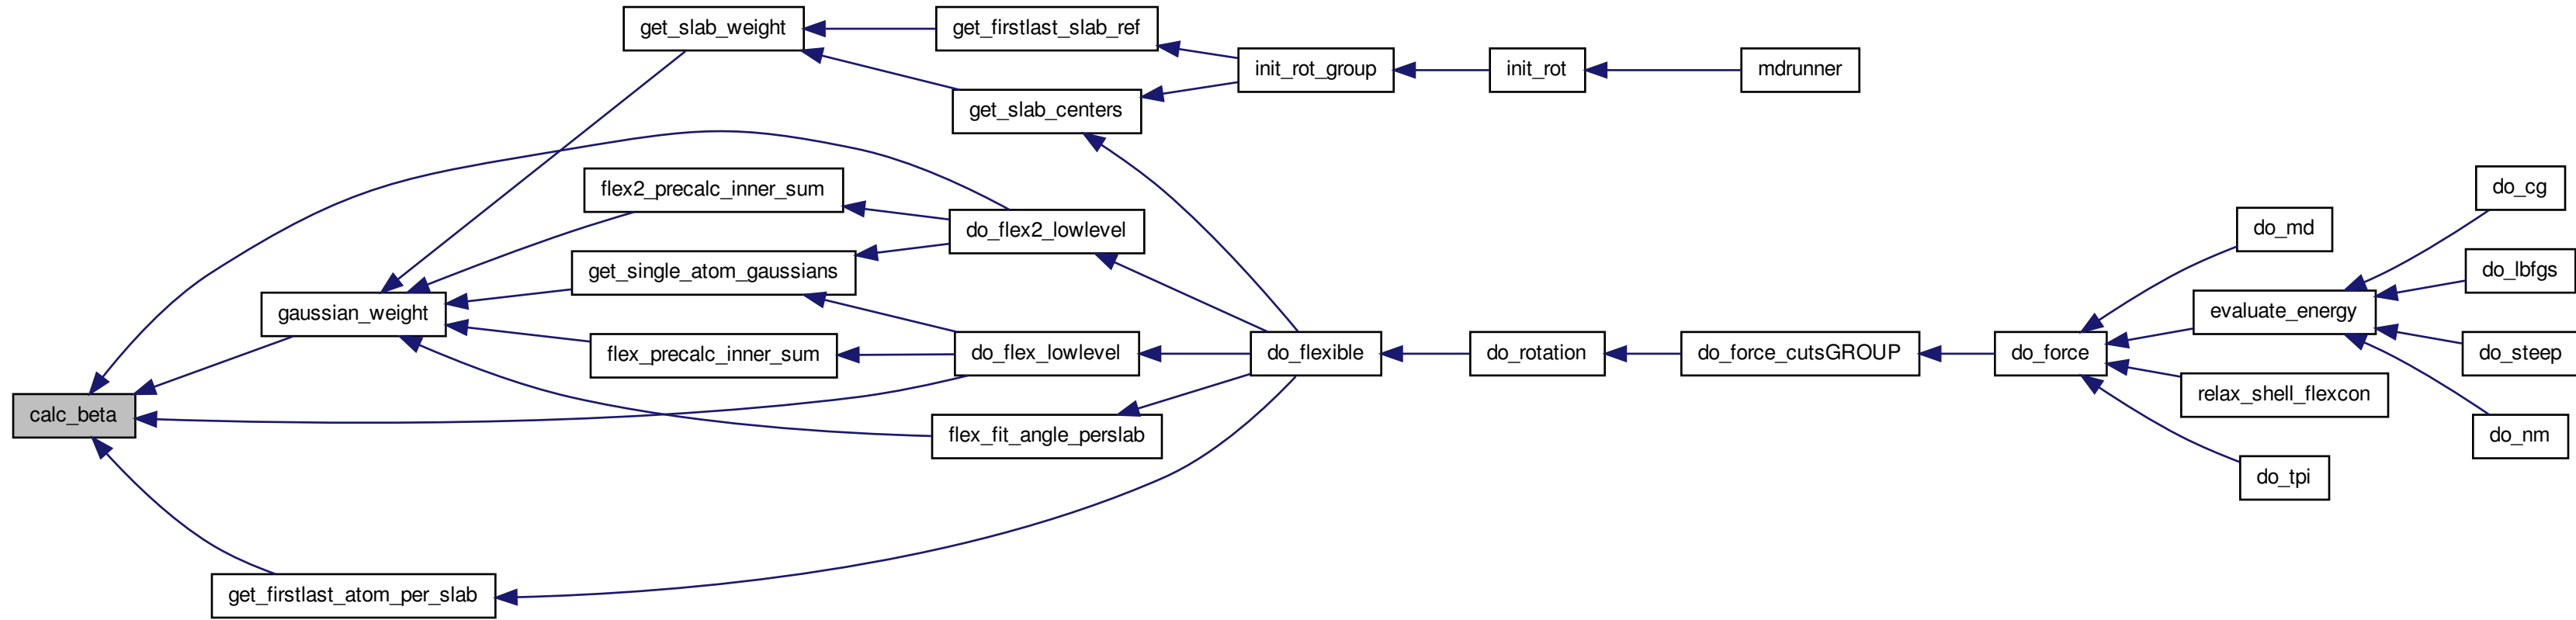 get_slab_weight
get_firstlast_slab_ref
init_rot_group
init_rot
mdrunner
get_slab_centers
flex2_precalc_inner_sum
do_flex2_lowlevel
get_single_atom_gaussians
gaussian_weight
flex_precalc_inner_sum
do_flex_lowlevel
do_flexible
do_rotation
do_force_cutsGROUP
do_force
do_md
evaluate_energy
relax_shell_flexcon
do_tpi
do_cg
do_lbfgs
do_steep
do_nm
calc_beta
flex_fit_angle_perslab
get_firstlast_atom_per_slab